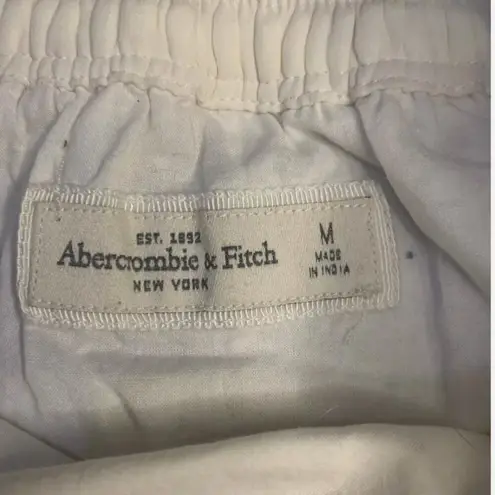 EST. 1892
Abercrombie & Fitch
NEW YORK
M
MADE
IN INDIA